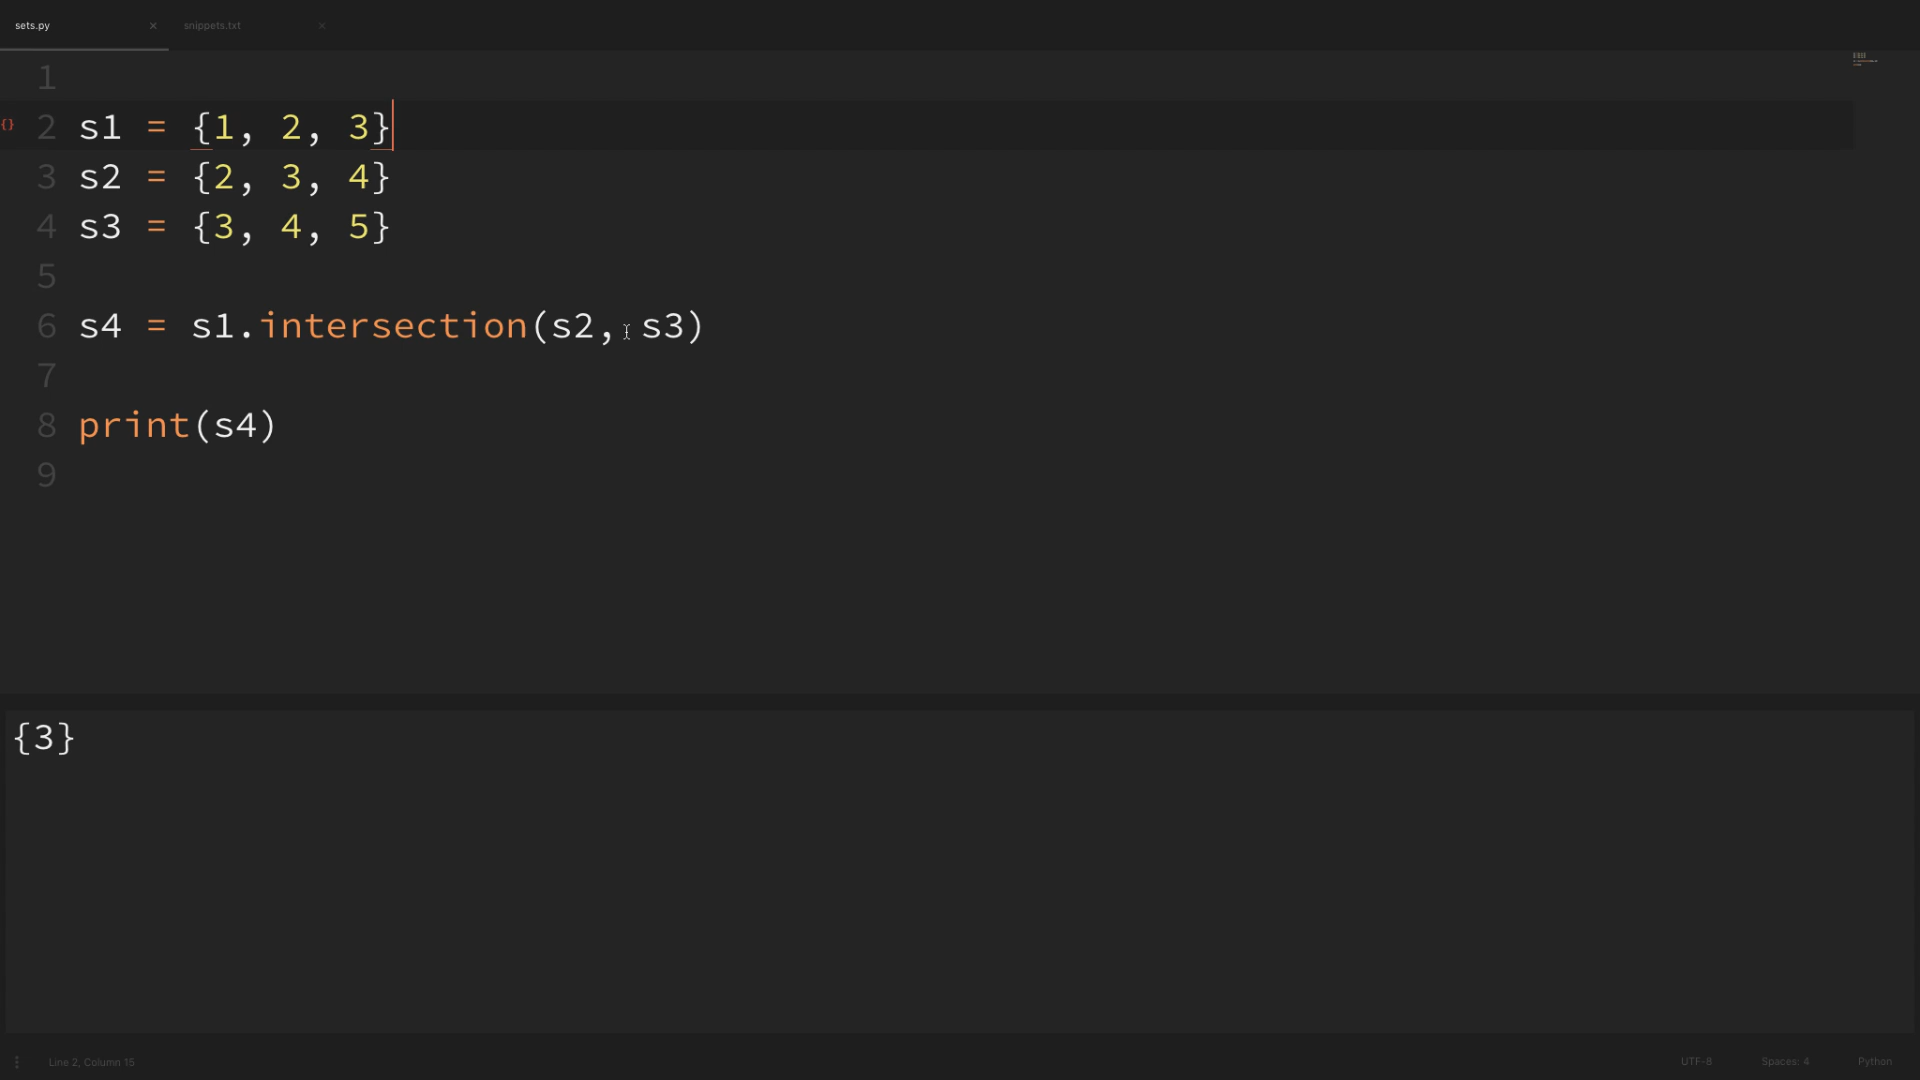 sets.py × snippets.txt ×
1
{} 2 s1 = {1, 2, 3}
3 s2 = {2, 3, 4}
4 s3 = {3, 4, 5}
5
6 s4 = s1.intersection(s2, s3)
7
8 print(s4)
9
{3}
Line 2, Column 15 UTF-8 Spaces: 4 Python